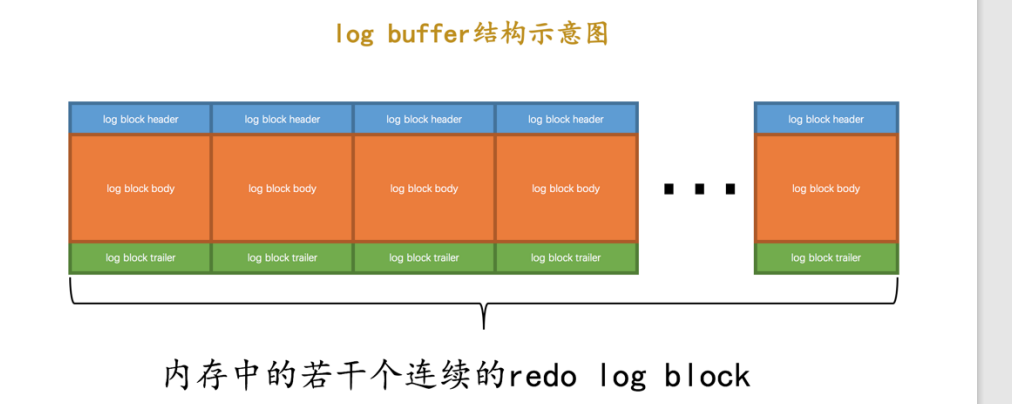 log buffer结构示意图
log block header log block header log block header log block header log block header
log block body log block body log block body log block body log block body
log block trailer log block trailer log block trailer log block trailer log block trailer
内存中的若干个连续的redo log block